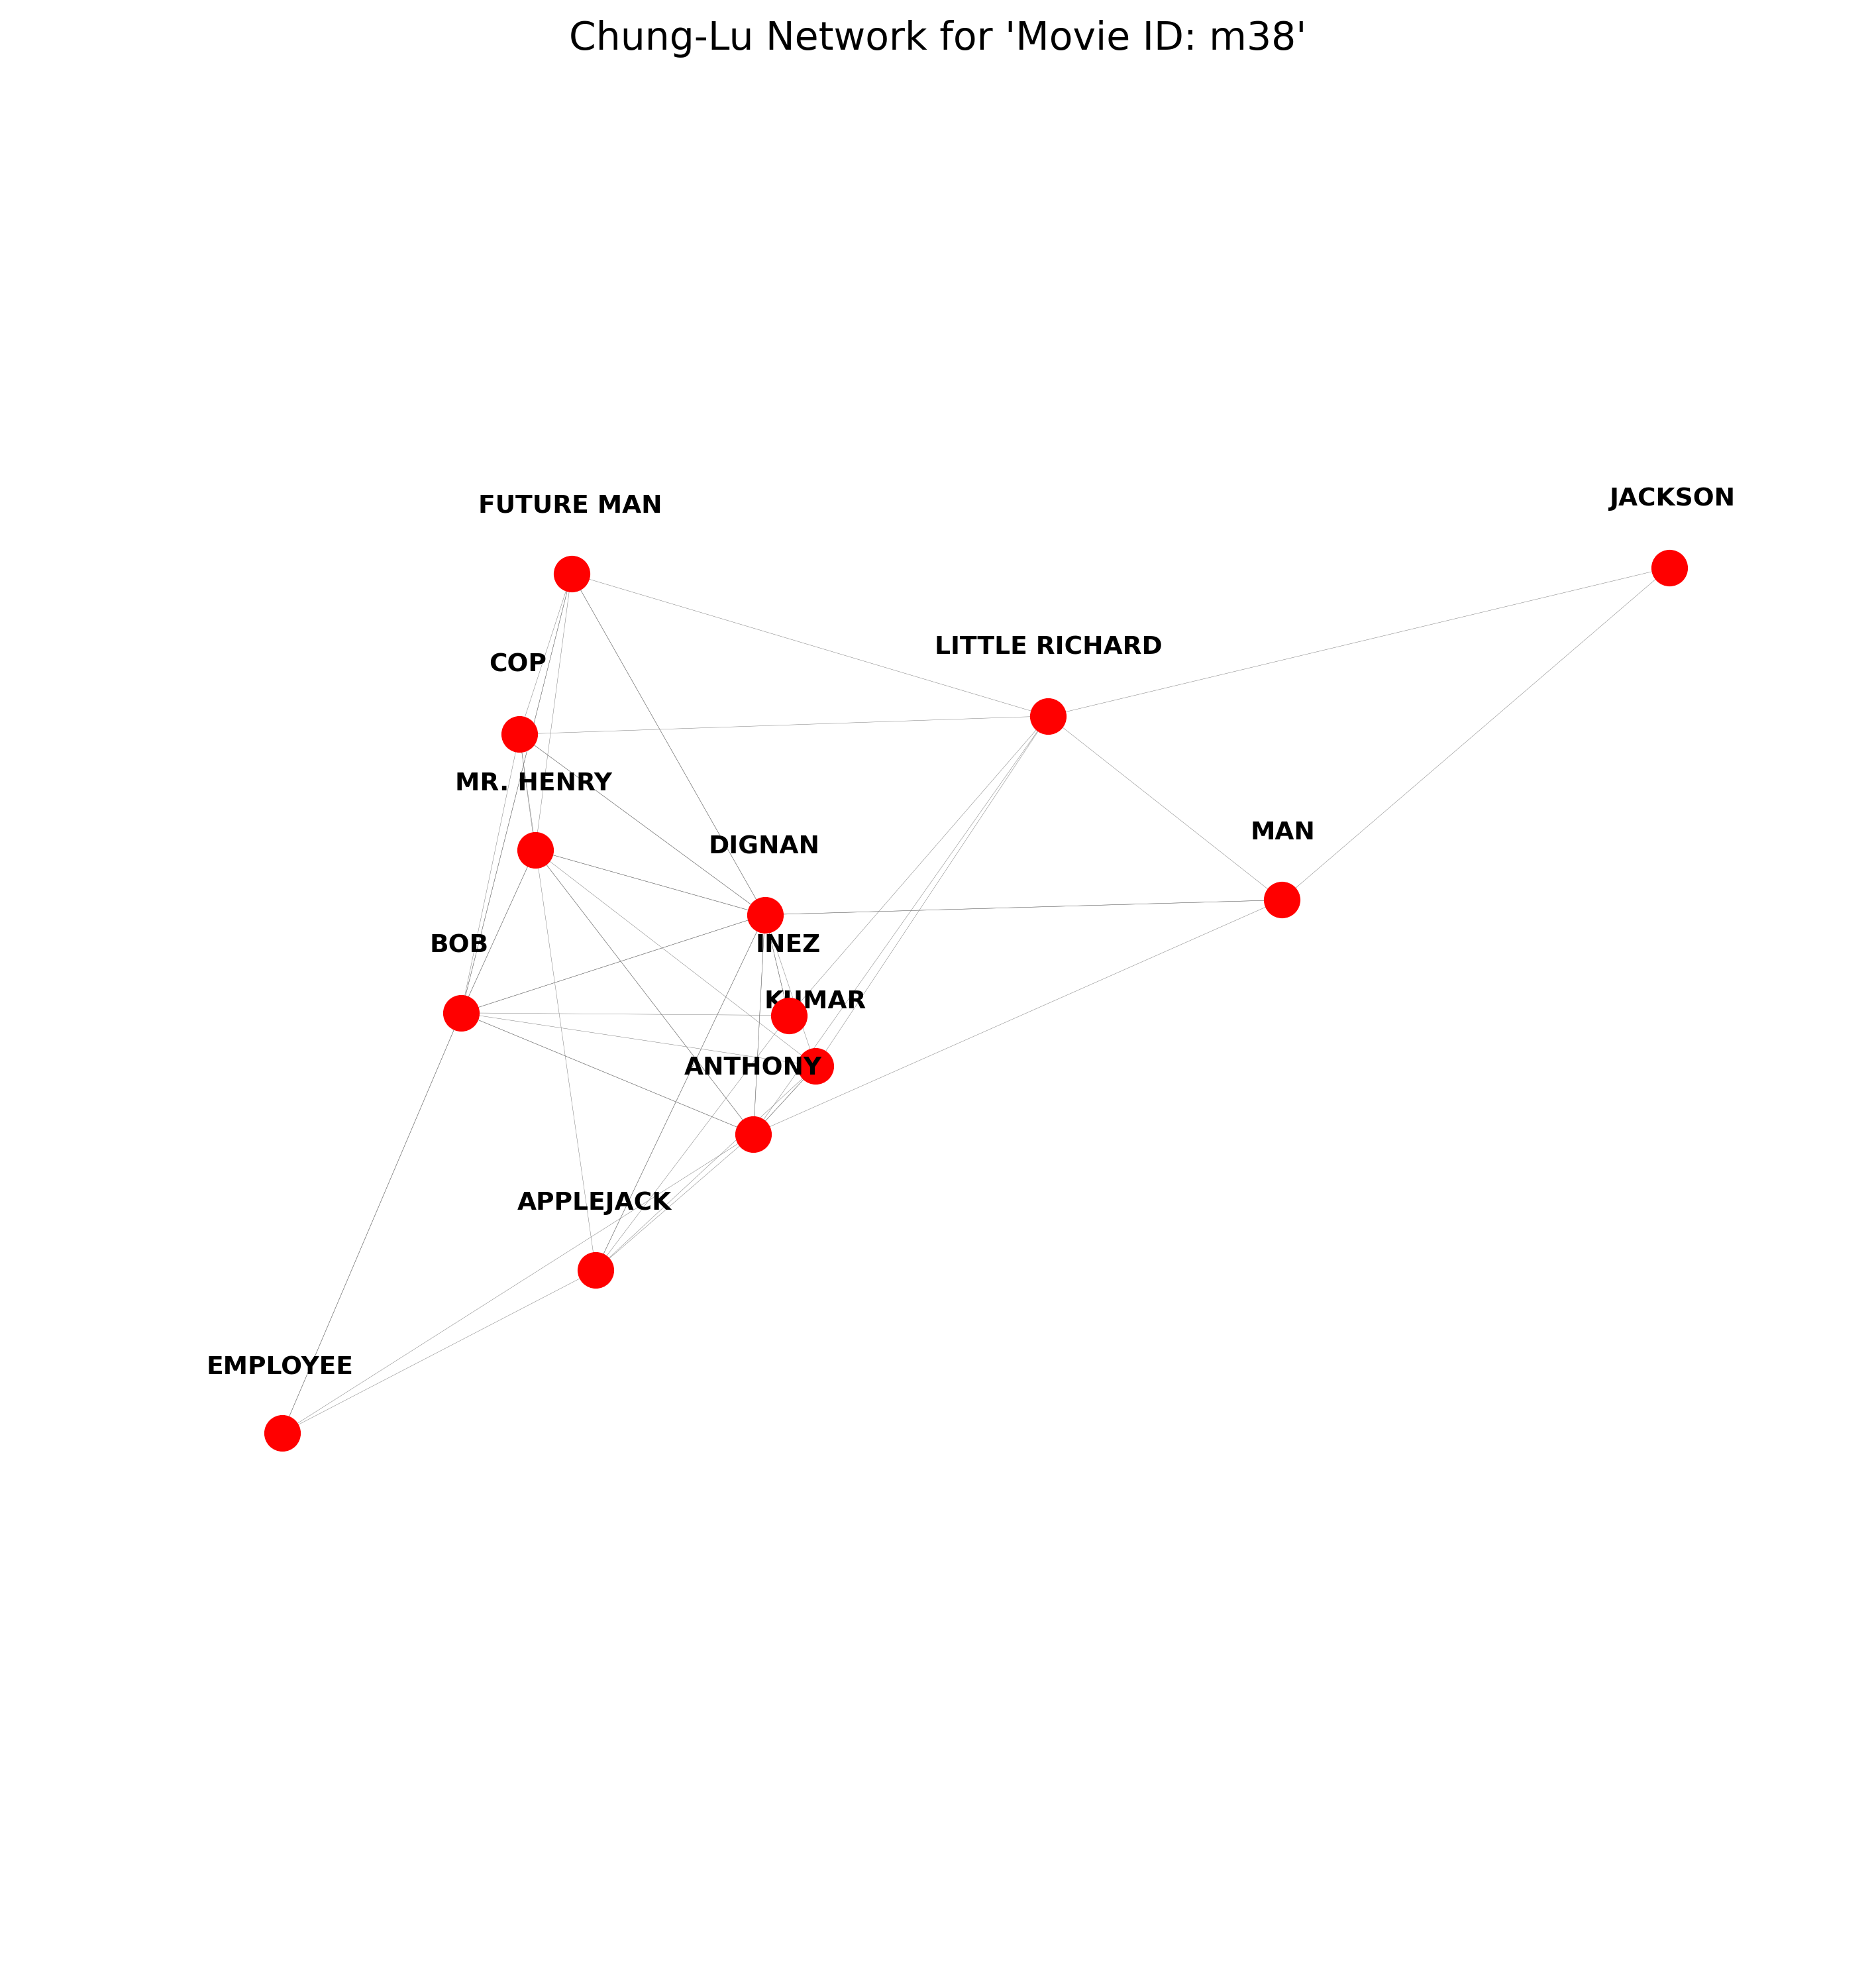 Chung-Lu Network for 'Movie ID: m38'
JACKSON
FUTURE MAN
LITTLE RICHARD
COP
MR. HENRY
MAN
DIGNAN
BOB
INEZ
KUMAR
ANTHONY
APPLEJACK
EMPLOYEE